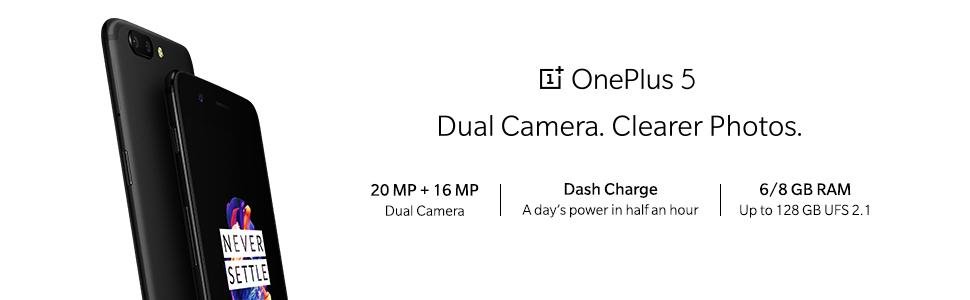 OnePlus 5
Dual Camera. Clearer Photos.
20 MP + 16 MP
Dual Camera
Dash Charge
A day's power in half an hour
6/8 GB RAM
Up to 128 GB UFS 2.1
NEVER
SETTLE